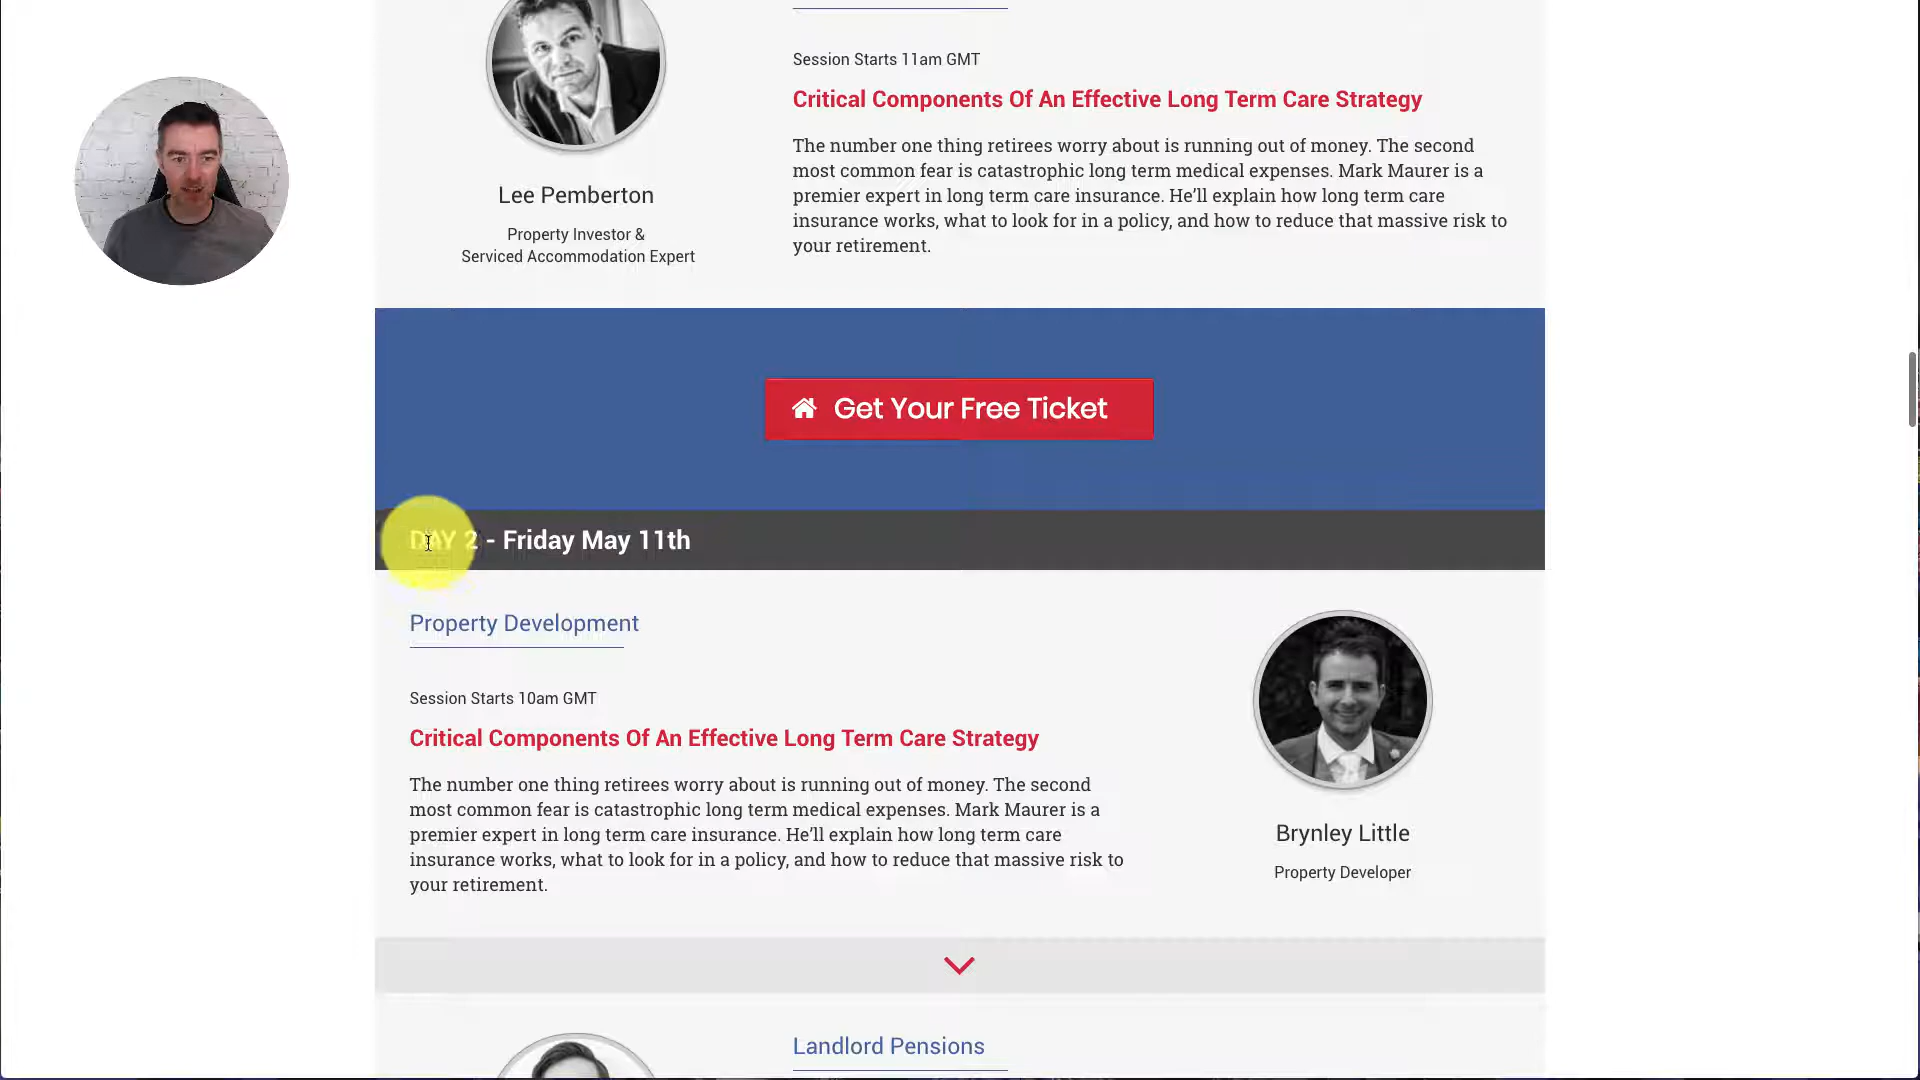 Session Starts 11am GMT
Critical Components Of An Effective Long Term Care Strategy
The number one thing retirees worry about is running out of money. The second
most common fear is catastrophic long term medical expenses. Mark Maurer is a
premier expert in long term care insurance. He’ll explain how long term care
insurance works, what to look for in a policy, and how to reduce that massive risk to
your retirement.
Lee Pemberton
Property Investor &
Serviced Accommodation Expert
Get Your Free Ticket
DAY 2 - Friday May 11th
Property Development
Session Starts 10am GMT
Critical Components Of An Effective Long Term Care Strategy
The number one thing retirees worry about is running out of money. The second
most common fear is catastrophic long term medical expenses. Mark Maurer is a
premier expert in long term care insurance. He’ll explain how long term care
insurance works, what to look for in a policy, and how to reduce that massive risk to
your retirement.
Brynley Little
Property Developer
Landlord Pensions